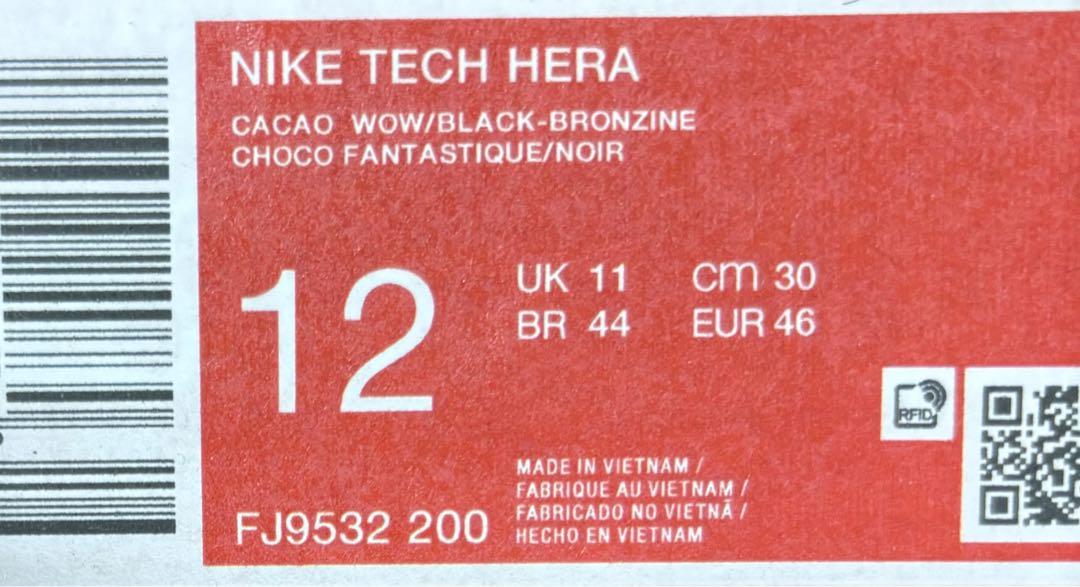 NIKE TECH HERA
CACAO WOW/BLACK-BRONZINE
CHOCO FANTASTIQUE/NOIR
12
UK 11 cm 30
BR 44 EUR 46
RFID
MADE IN VIETNAM /
FABRIQUE AU VIETNAM /
FABRICADO NO VIETNÃ /
HECHO EN VIETNAM
FJ9532 200